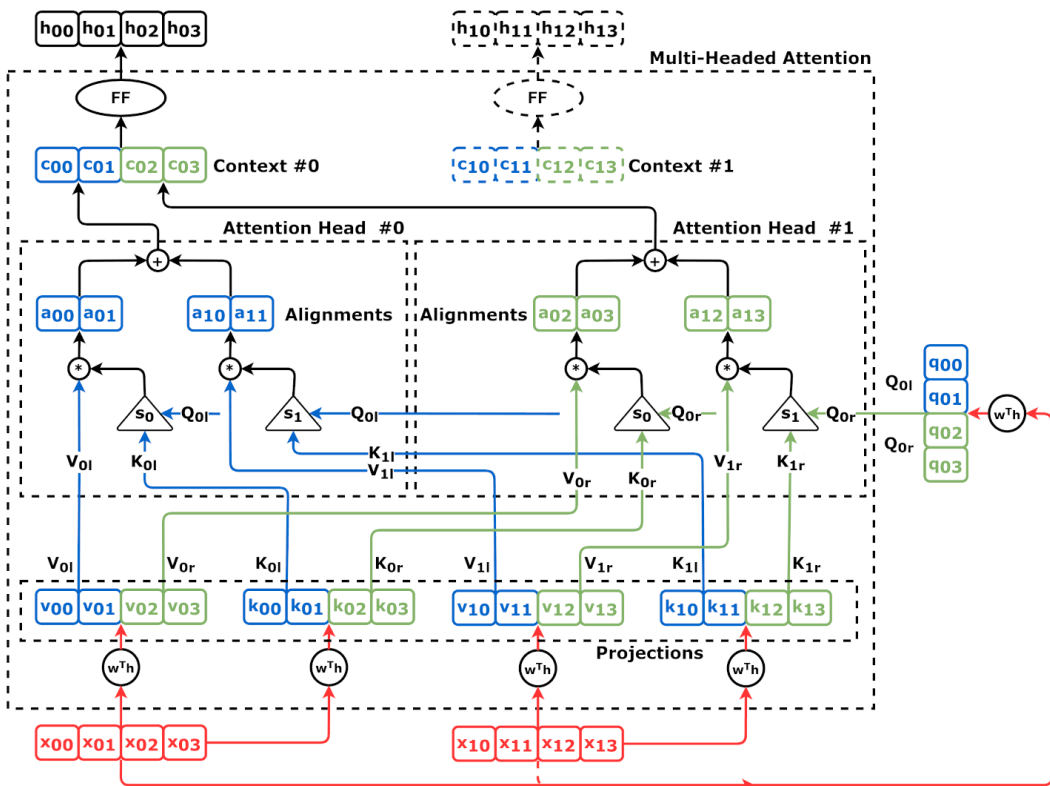 h00 h01 h02 h03
h10 h11 h12 h13
Multi-Headed Attention
FF
FF
c00 c01 c02 c03 Context #0
c10 c11 c12 c13 Context #1
Attention Head #0
Attention Head #1
+
+
a00 a01
a10 a11
Alignments
Alignments
a02 a03
a12 a13
*
*
*
*
s0
Q0l
s1
Q0l
s0
Q0r
s1
Q0r
Q0l
Q0r
q00
q01
q02
q03
wTh
V0l
K0l
K1l
V1l
V0r
K0r
V1r
K1r
V0l
V0r
K0l
K0r
V1l
V1r
K1l
K1r
v00 v01 v02 v03
k00 k01 k02 k03
v10 v11 v12 v13
k10 k11 k12 k13
Projections
wTh
wTh
wTh
wTh
x00 x01 x02 x03
x10 x11 x12 x13